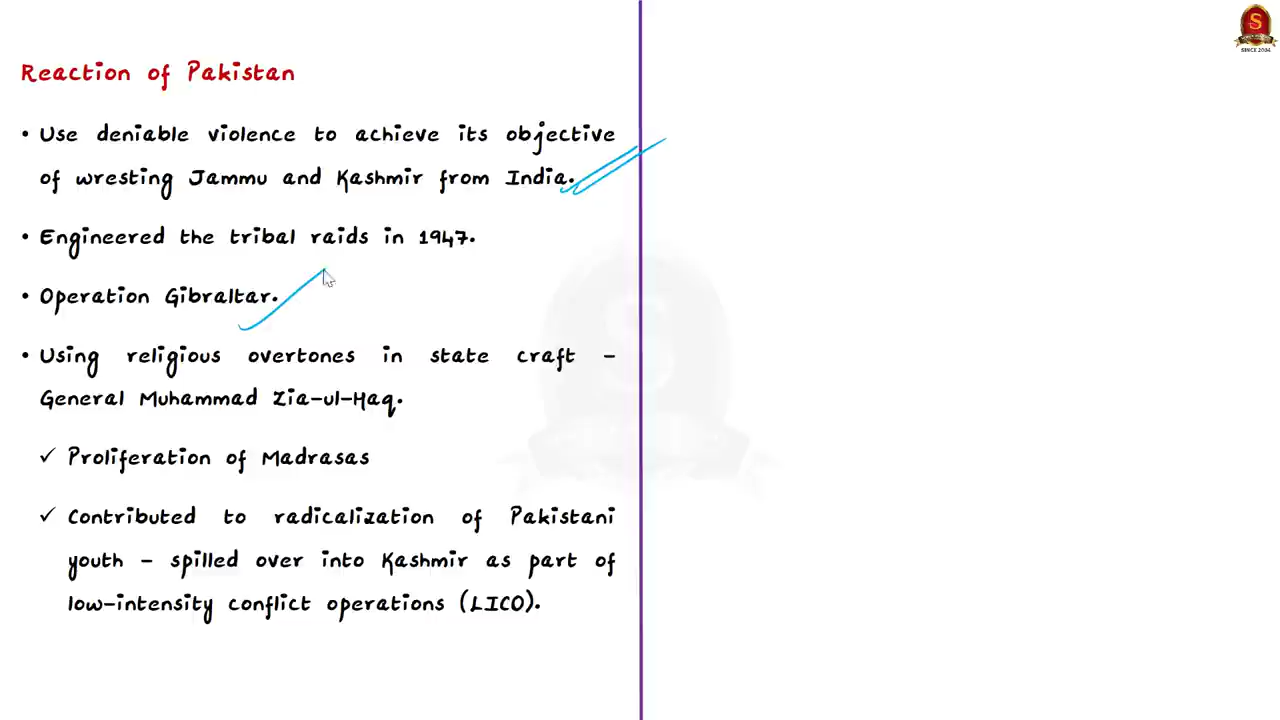 Reaction of Pakistan
• Use deniable violence to achieve its objective
of wresting Jammu and Kashmir from India.
• Engineered the tribal raids in 1947.
• Operation Gibraltar.
• Using religious overtones in state craft –
General Muhammad Zia-ul-Haq.
✓ Proliferation of Madrasas
✓ Contributed to radicalization of Pakistani
youth – spilled over into Kashmir as part of
low-intensity conflict operations (LICO).
S
SINCE 2004